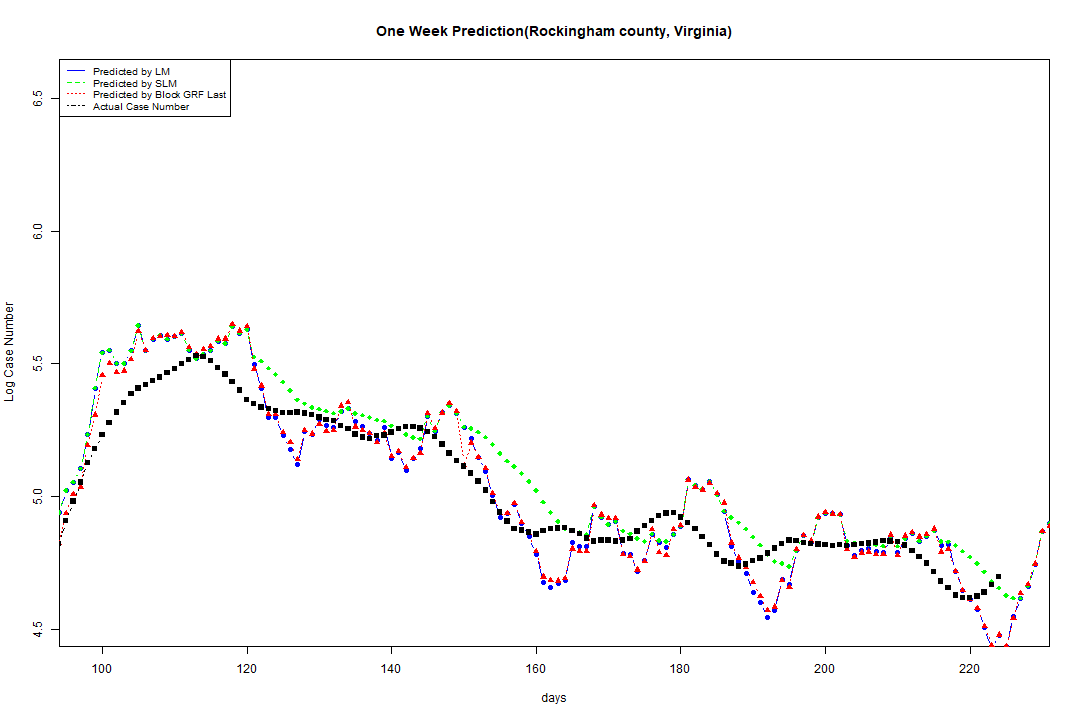 One Week Prediction(Rockingham county, Virginia)
Predicted by LM
Predicted by SLM
Predicted by Block GRF Last
Actual Case Number
Log Case Number
6.5
6.0
5.5
5.0
4.5
100 120 140 160 180 200 220
days